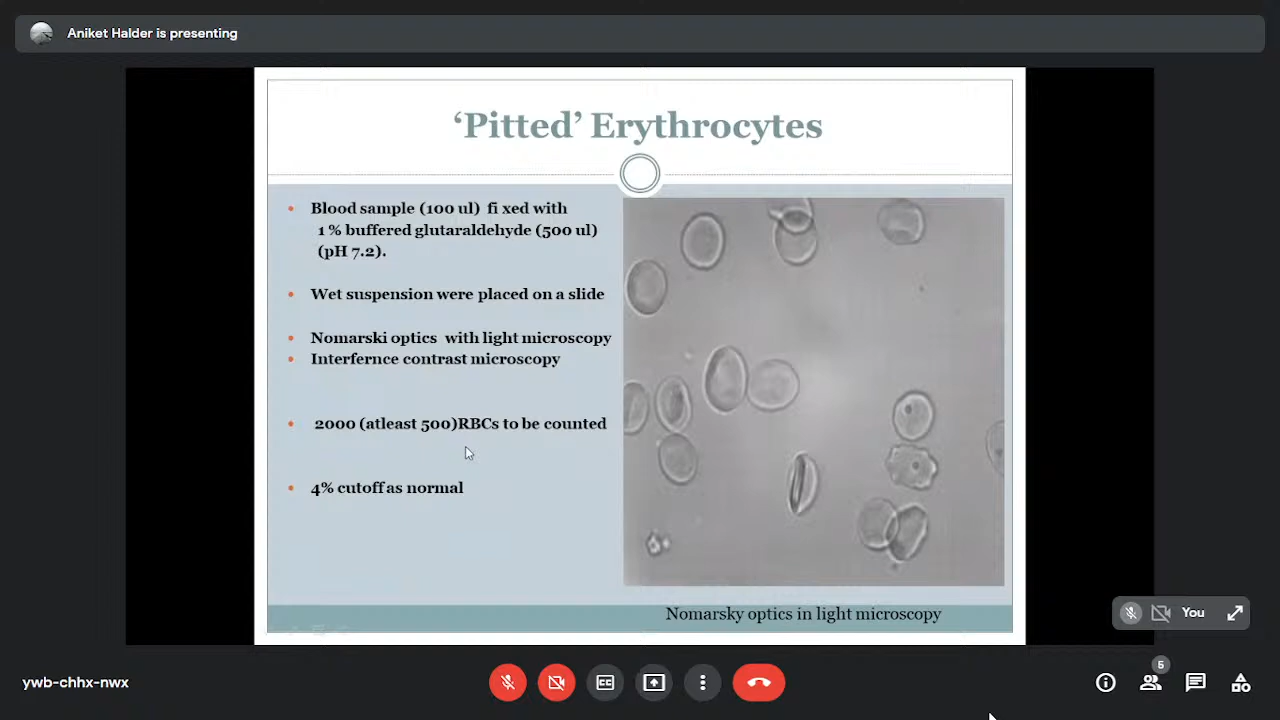 Aniket Halder is presenting
‘Pitted’ Erythrocytes
• Blood sample (100 ul) fi xed with
1 % buffered glutaraldehyde (500 ul)
(pH 7.2).
• Wet suspension were placed on a slide
• Nomarski optics with light microscopy
• Interfernce contrast microscopy
• 2000 (atleast 500)RBCs to be counted
• 4% cutoff as normal
Nomarsky optics in light microscopy
You
ywb-chhx-nwx
CC
5